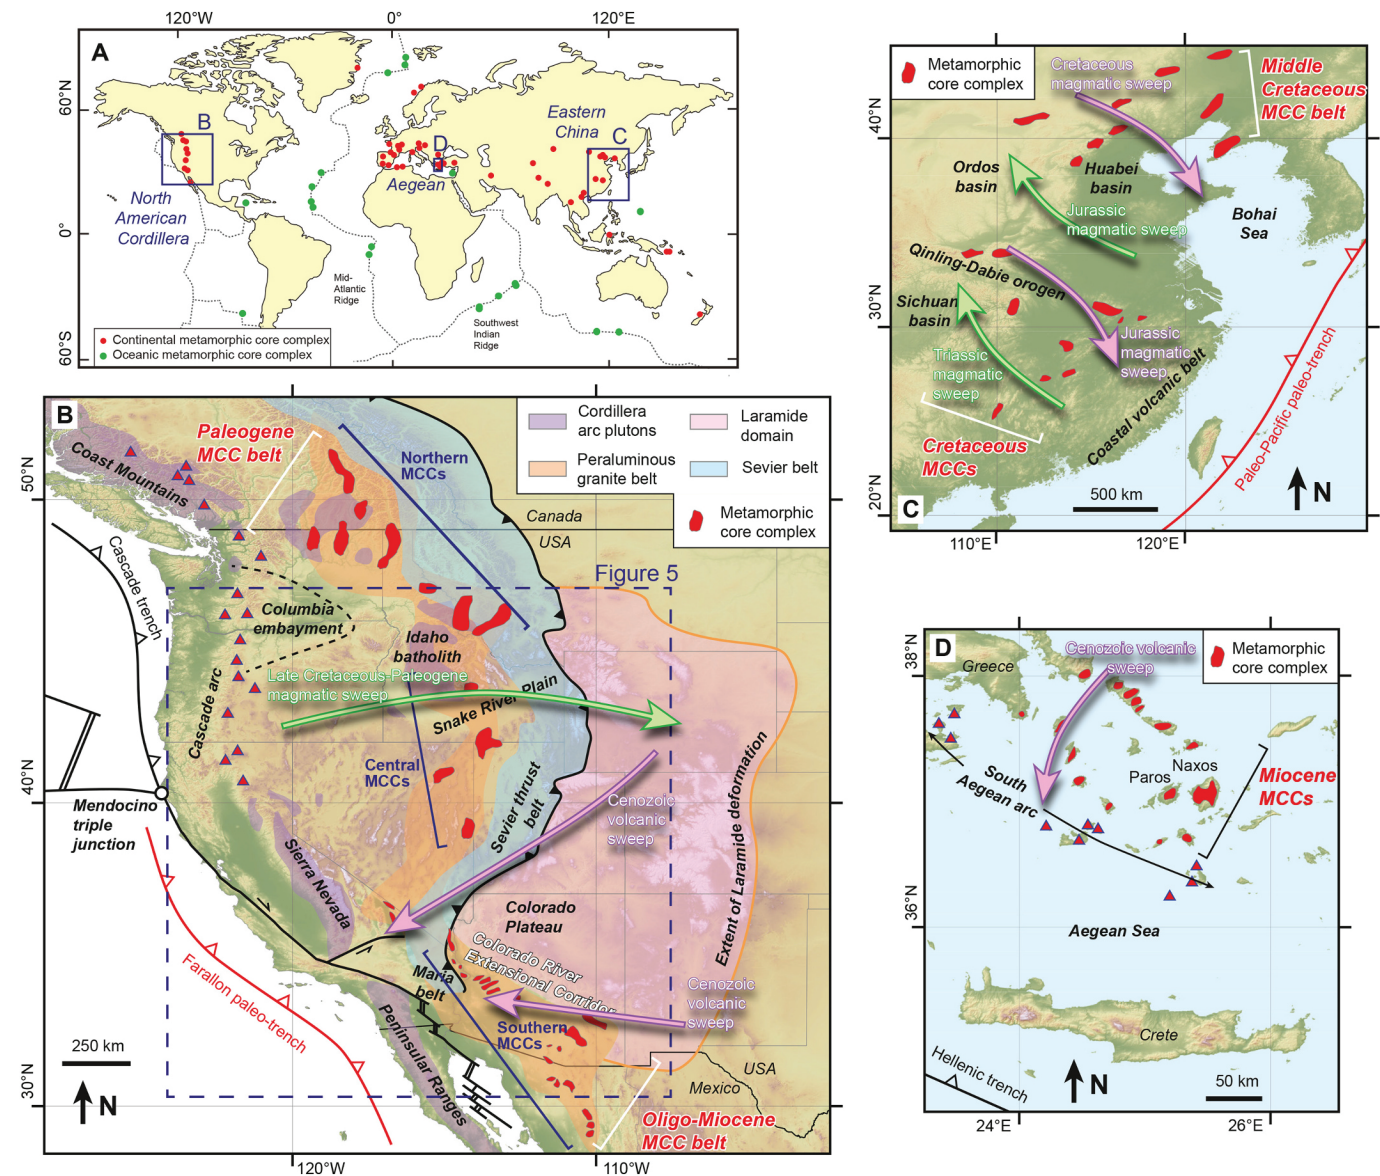 A
120°W
0°
120°E
60°N
0°
60°S
B
C
D
Eastern
China
Aegean
North
American
Cordillera
Mid-
Atlantic
Ridge
Southwest
Indian
Ridge
Continental metamorphic core complex
Oceanic metamorphic core complex
B
Cordillera
arc plutons
Laramide
domain
Peraluminous
granite belt
Sevier belt
Metamorphic
core complex
Paleogene
MCC belt
Northern
MCCs
Coast Mountains
Canada
USA
Figure 5
Cascade trench
Columbia
embayment
Idaho
batholith
Late Cretaceous-Paleogene
magmatic sweep
Snake River Plain
Cascade arc
Central
MCCs
Mendocino
triple
junction
Sevier thrust
belt
Cenozoic
volcanic
sweep
Extent of Laramide deformation
Sierra Nevada
Colorado
Plateau
Colorado River
Extensional Corridor
Farallon paleo-trench
Maria
belt
Cenozoic
volcanic
sweep
Southern
MCCs
Peninsular Ranges
250 km
N
USA
Mexico
Oligo-Miocene
MCC belt
50°N
40°N
30°N
120°W
110°W
Metamorphic
core complex
Cretaceous
magmatic sweep
Middle
Cretaceous
MCC belt
40°N
30°N
20°N
Ordos
basin
Huabei
basin
Jurassic
magmatic sweep
Bohai
Sea
Qinling-Dabie orogen
Sichuan
basin
Triassic
magmatic
sweep
Jurassic
magmatic
sweep
Coastal volcanic belt
Cretaceous
MCCs
Paleo-Pacific paleo-trench
500 km
N
C
110°E
120°E
D
Greece
Cenozoic volcanic
sweep
Metamorphic
core complex
South
Aegean arc
Paros
Naxos
Miocene
MCCs
Aegean Sea
Crete
Hellenic trench
N
50 km
38°N
36°N
24°E
26°E